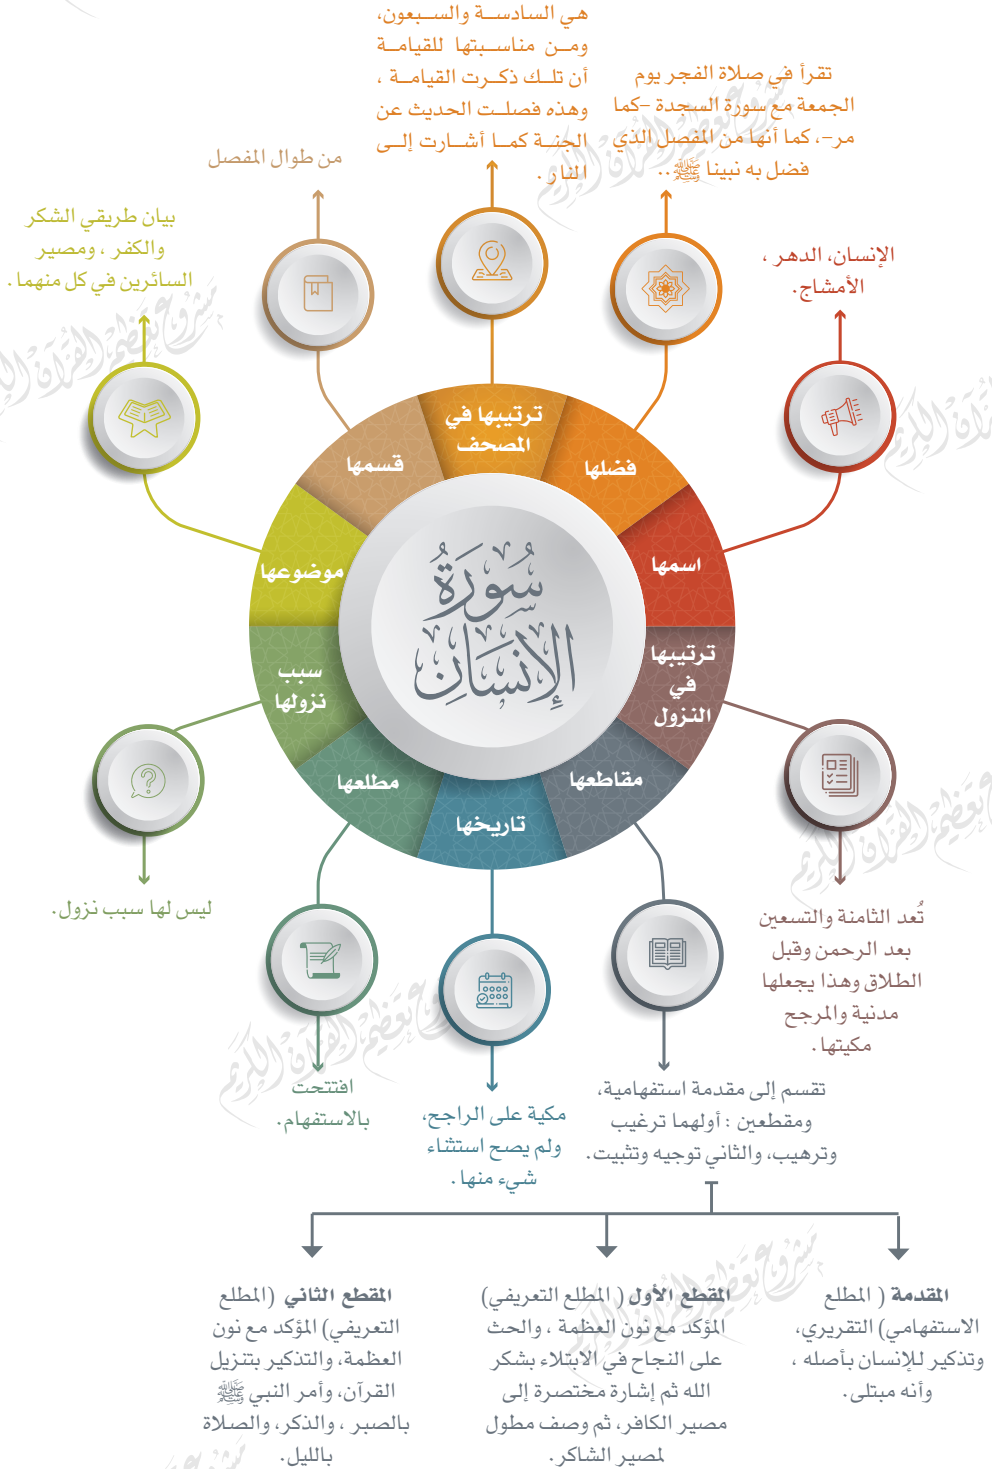 هي السادسة والسبعون،
ومن مناسبتها للقيامة
أن تلك ذكرت القيامة ،
وهذه فصلت الحديث عن
الجنة كما أشارت إلى
النار .
تقرأ في صلاة الفجر يوم
الجمعة مع سورة السجدة -كما
مر-، كما أنها من المفصل الذي
فضل به نبينا ﷺ..
من طوال المفصل
بيان طريقي الشكر
والكفر ، ومصير
السائرين في كل منهما.
الإنسان، الدهر ،
الأمشاج.
ترتيبها في
المصحف
فضلها
قسمها
اسمها
موضوعها
سُورَةُ
الإِنسَانِ
ترتيبها
في
النزول
سبب
نزولها
مقاطعها
مطلعها
تاريخها
ليس لها سبب نزول.
تُعد الثامنة والتسعين
بعد الرحمن وقبل
الطلاق وهذا يجعلها
مدنية والمرجح
مكيتها.
افتتحت
بالاستفهام.
مكية على الراجح،
ولم يصح استثناء
شيء منها.
تقسم إلى مقدمة استفهامية،
ومقطعين : أولهما ترغيب
وترهيب، والثاني توجيه وتثبيت.
المقدمة ( المطلع
الاستفهامي) التقريري،
وتذكير للإنسان بأصله ،
وأنه مبتلى.
المقطع الأول ( المطلع التعريفي)
المؤكد مع نون العظمة ، والحث
على النجاح في الابتلاء بشكر
الله ثم إشارة مختصرة إلى
مصير الكافر، ثم وصف مطول
لمصير الشاكر.
المقطع الثاني (المطلع
التعريفي) المؤكد مع نون
العظمة، والتذكير بتنزيل
القرآن، وأمر النبي ﷺ
بالصبر ، والذكر، والصلاة
بالليل.
مشروع تعظيم القرآن الكريم